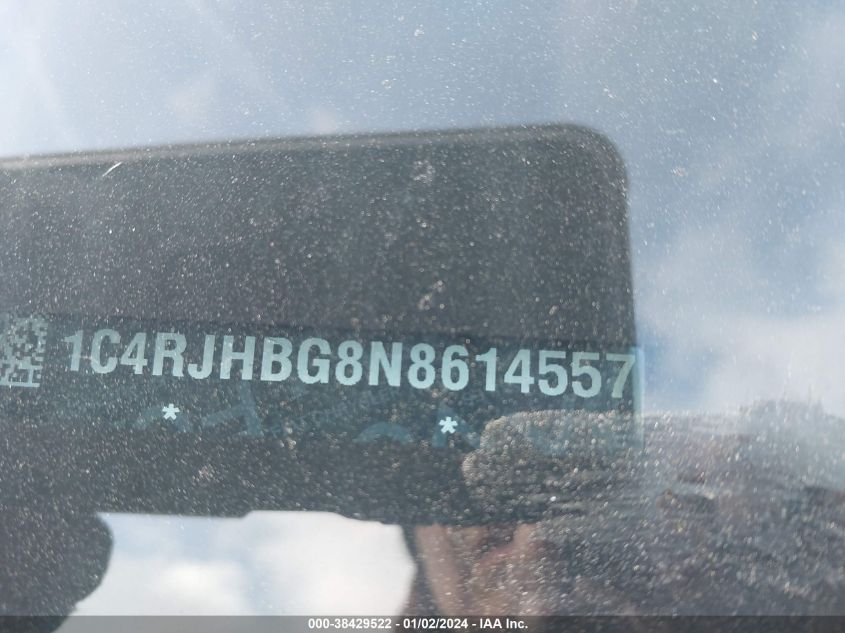 1C4RJHBG8N8614557
* *
000-38429522 - 01/02/2024 - IAA Inc.